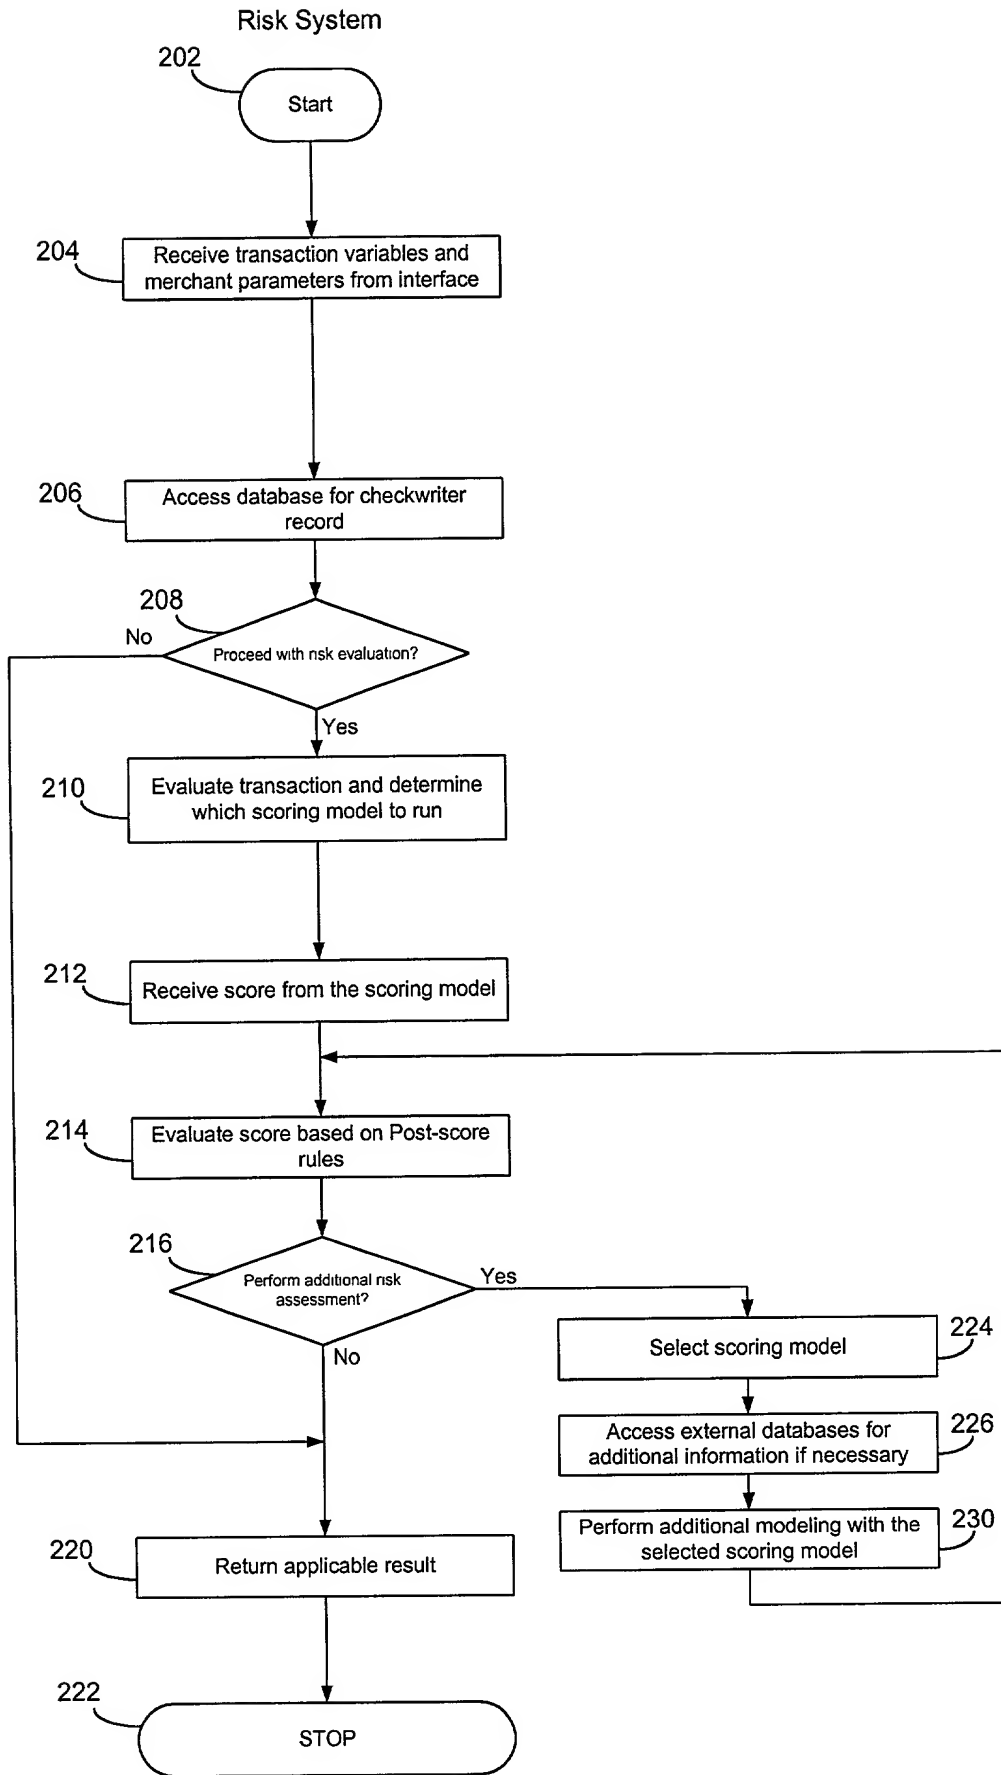 Risk System
202
Start
204
Receive transaction variables and
merchant parameters from interface
206
Access database for checkwriter
record
208
No
Proceed with risk evaluation?
Yes
210
Evaluate transaction and determine
which scoring model to run
212
Receive score from the scoring model
214
Evaluate score based on Post-score
rules
216
Perform additional risk
assessment?
Yes
No
Select scoring model
224
Access external databases for
additional information if necessary
226
Perform additional modeling with the
selected scoring model
230
220
Return applicable result
222
STOP